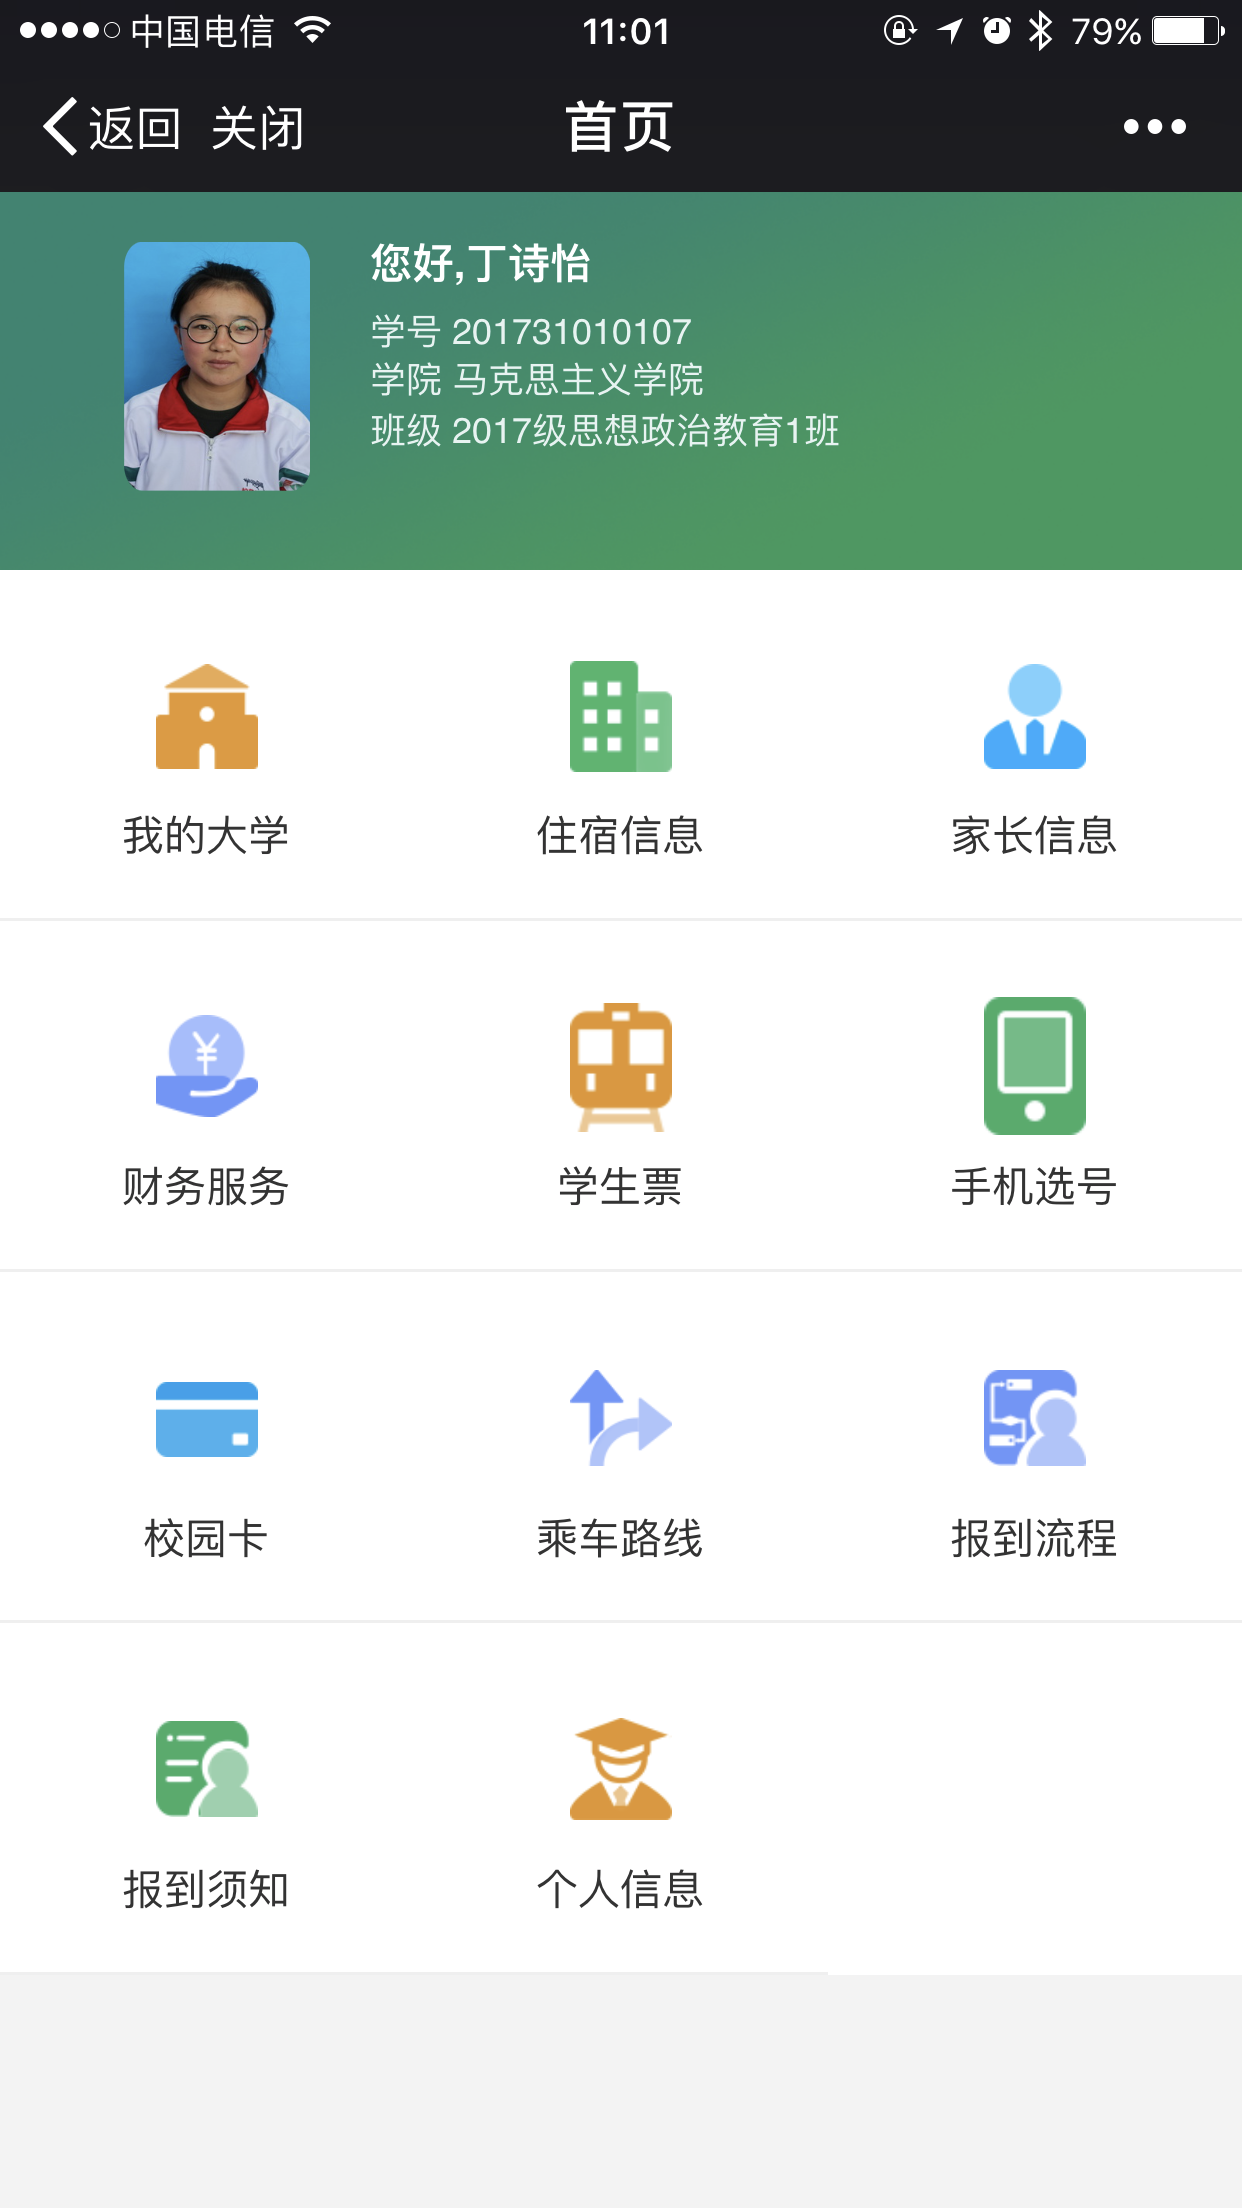 中国电信 11:01 79%
返回 关闭 首页
您好,丁诗怡
学号 201731010107
学院 马克思主义学院
班级 2017级思想政治教育1班
我的大学 住宿信息 家长信息
财务服务 学生票 手机选号
校园卡 乘车路线 报到流程
报到须知 个人信息